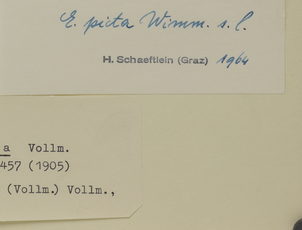 E. picta Wimm. s. l.
H. Schaeftlein (Graz) 1964
a Vollm.
457 (1905)
(Vollm.) Vollm.,